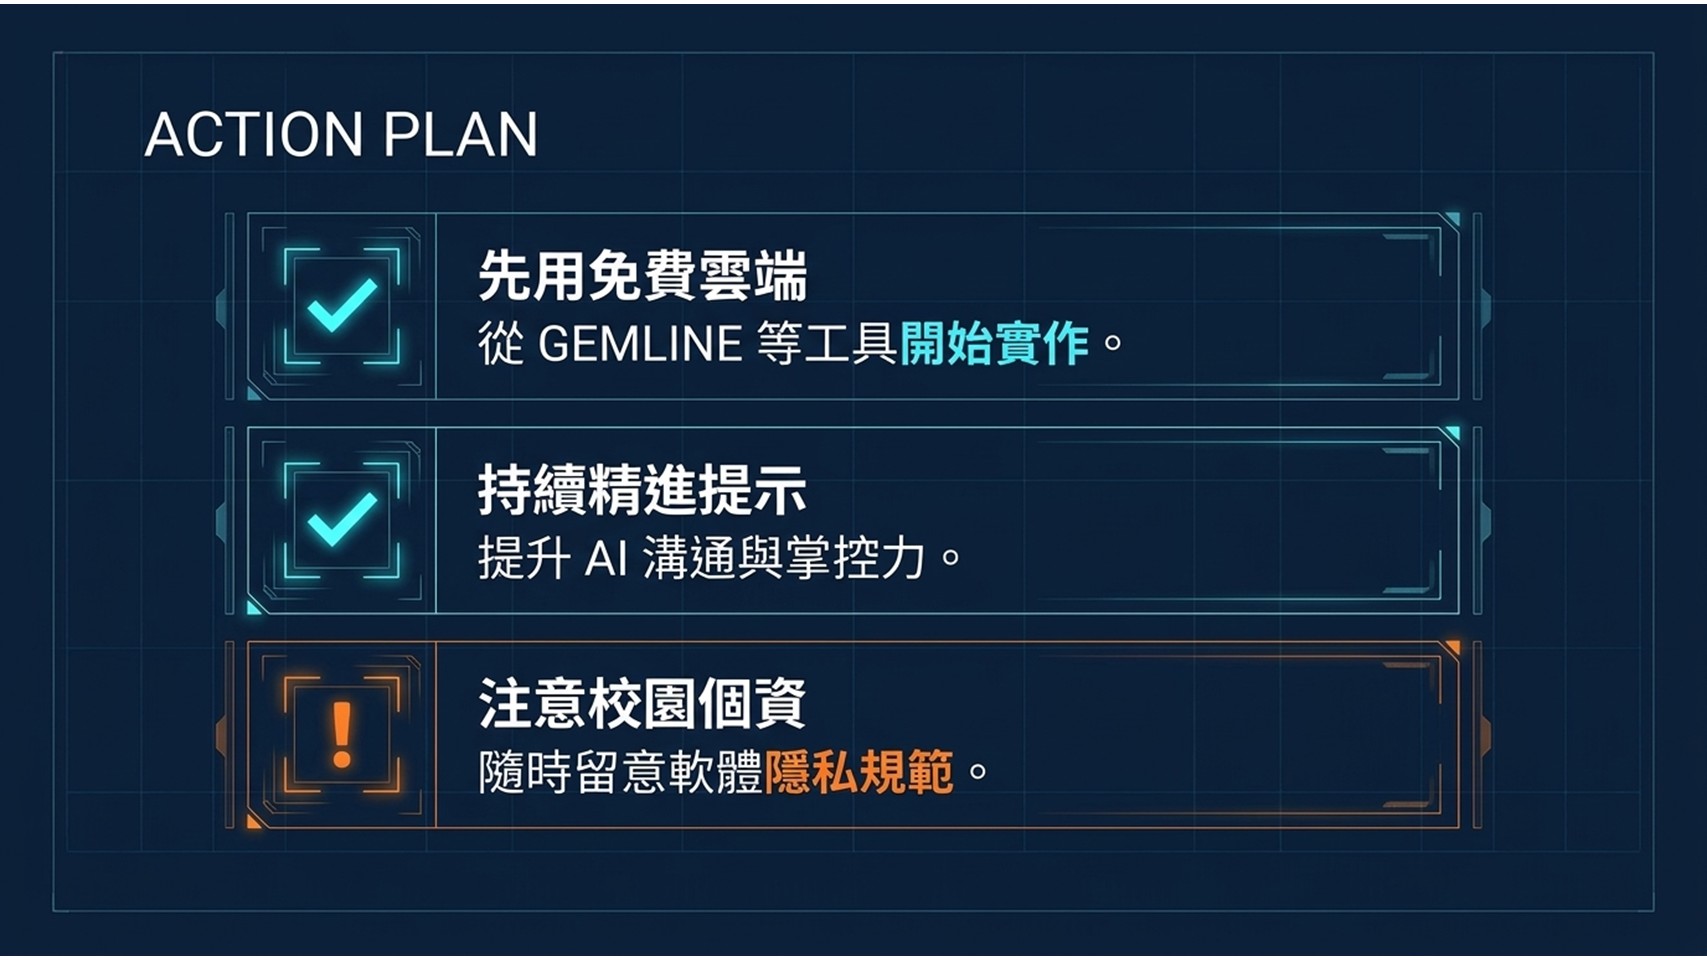 ACTION PLAN
先用免費雲端
從 GEMLINE 等工具開始實作。
持續精進提示
提升 AI 溝通與掌控力。
注意校園個資
隨時留意軟體隱私規範。